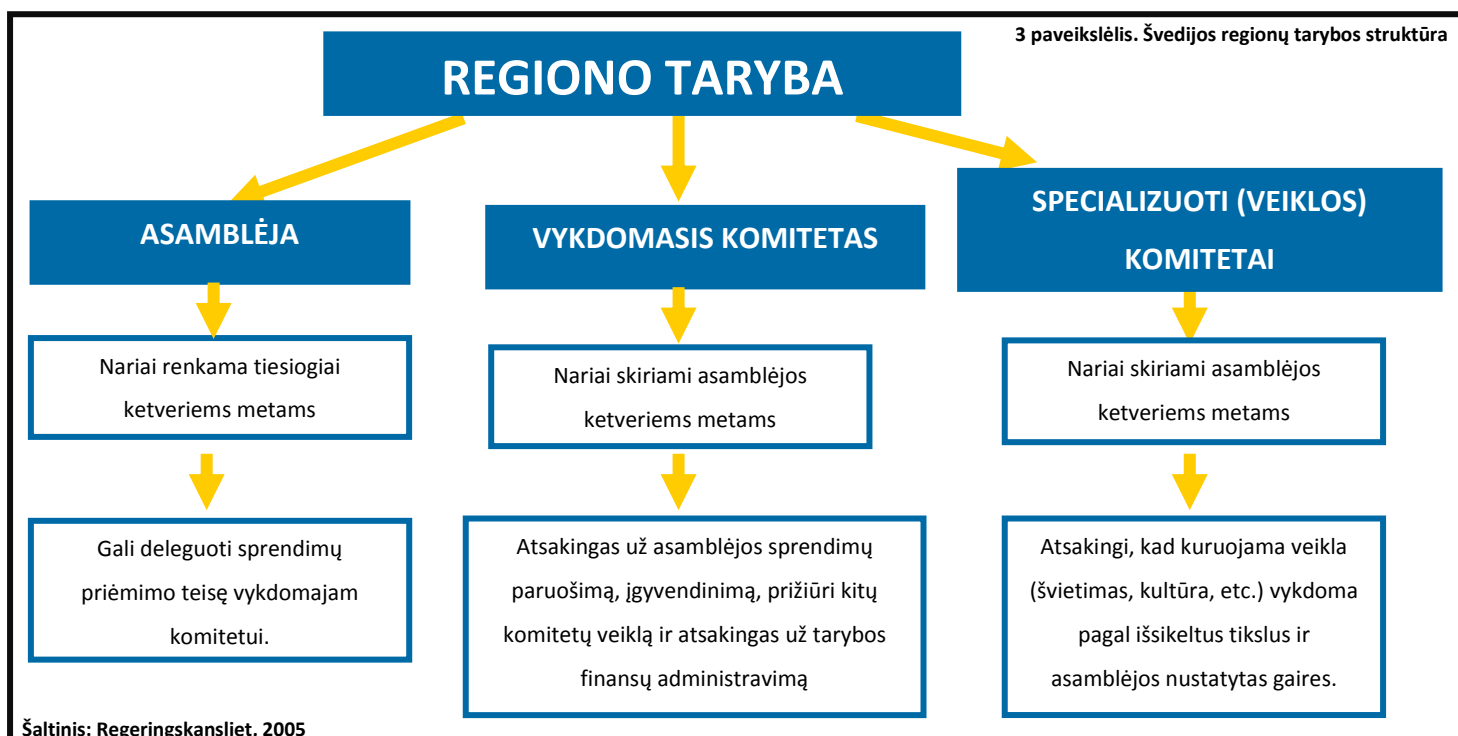 3 paveikslėlis. Švedijos regionų tarybos struktūra
REGIONO TARYBA
ASAMBLĖJA
Nariai renkama tiesiogiai
ketveriems metams
Gali deleguoti sprendimų
priėmimo teisę vykdomajam
komitetui.
VYKDOMASIS KOMITETAS
Nariai skiriami asamblėjos
ketveriems metams
Atsakingas už asamblėjos sprendimų
paruošimą, įgyvendinimą, prižiūri kitų
komitetų veiklą ir atsakingas už tarybos
finansų administravimą
SPECIALIZUOTI (VEIKLOS)
KOMITETAI
Nariai skiriami asamblėjos
ketveriems metams
Atsakingi, kad kuruojama veikla
(švietimas, kultūra, etc.) vykdoma
pagal išsikeltus tikslus ir
asamblėjos nustatytas gaires.
Šaltinis: Regeringskansliet, 2005